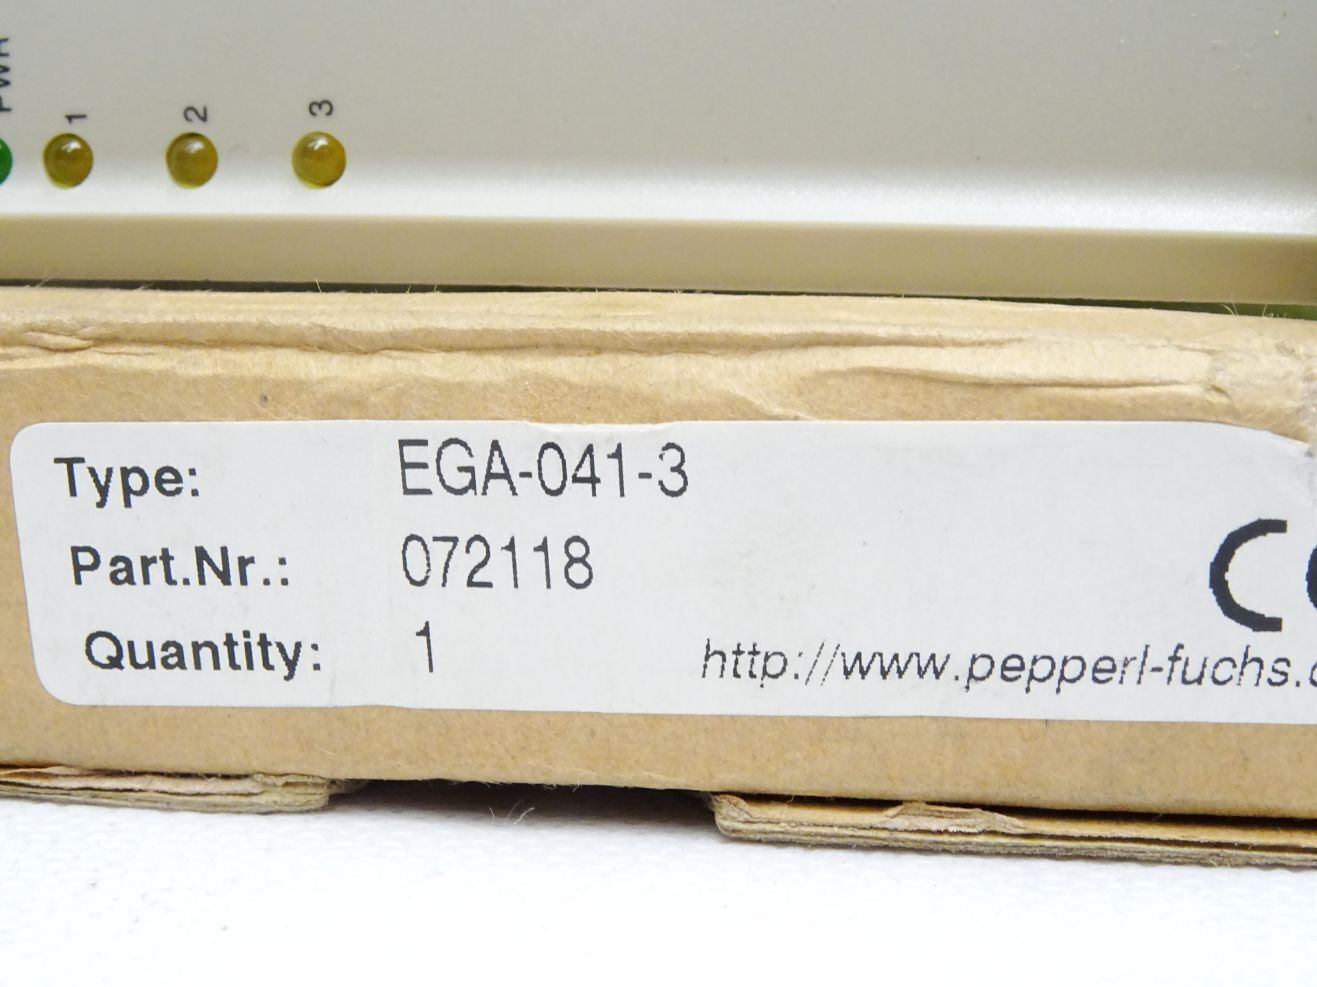 PWR
1
2
3
Type: EGA-041-3
Part.Nr.: 072118
Quantity: 1
CE
http://www.pepperl-fuchs.